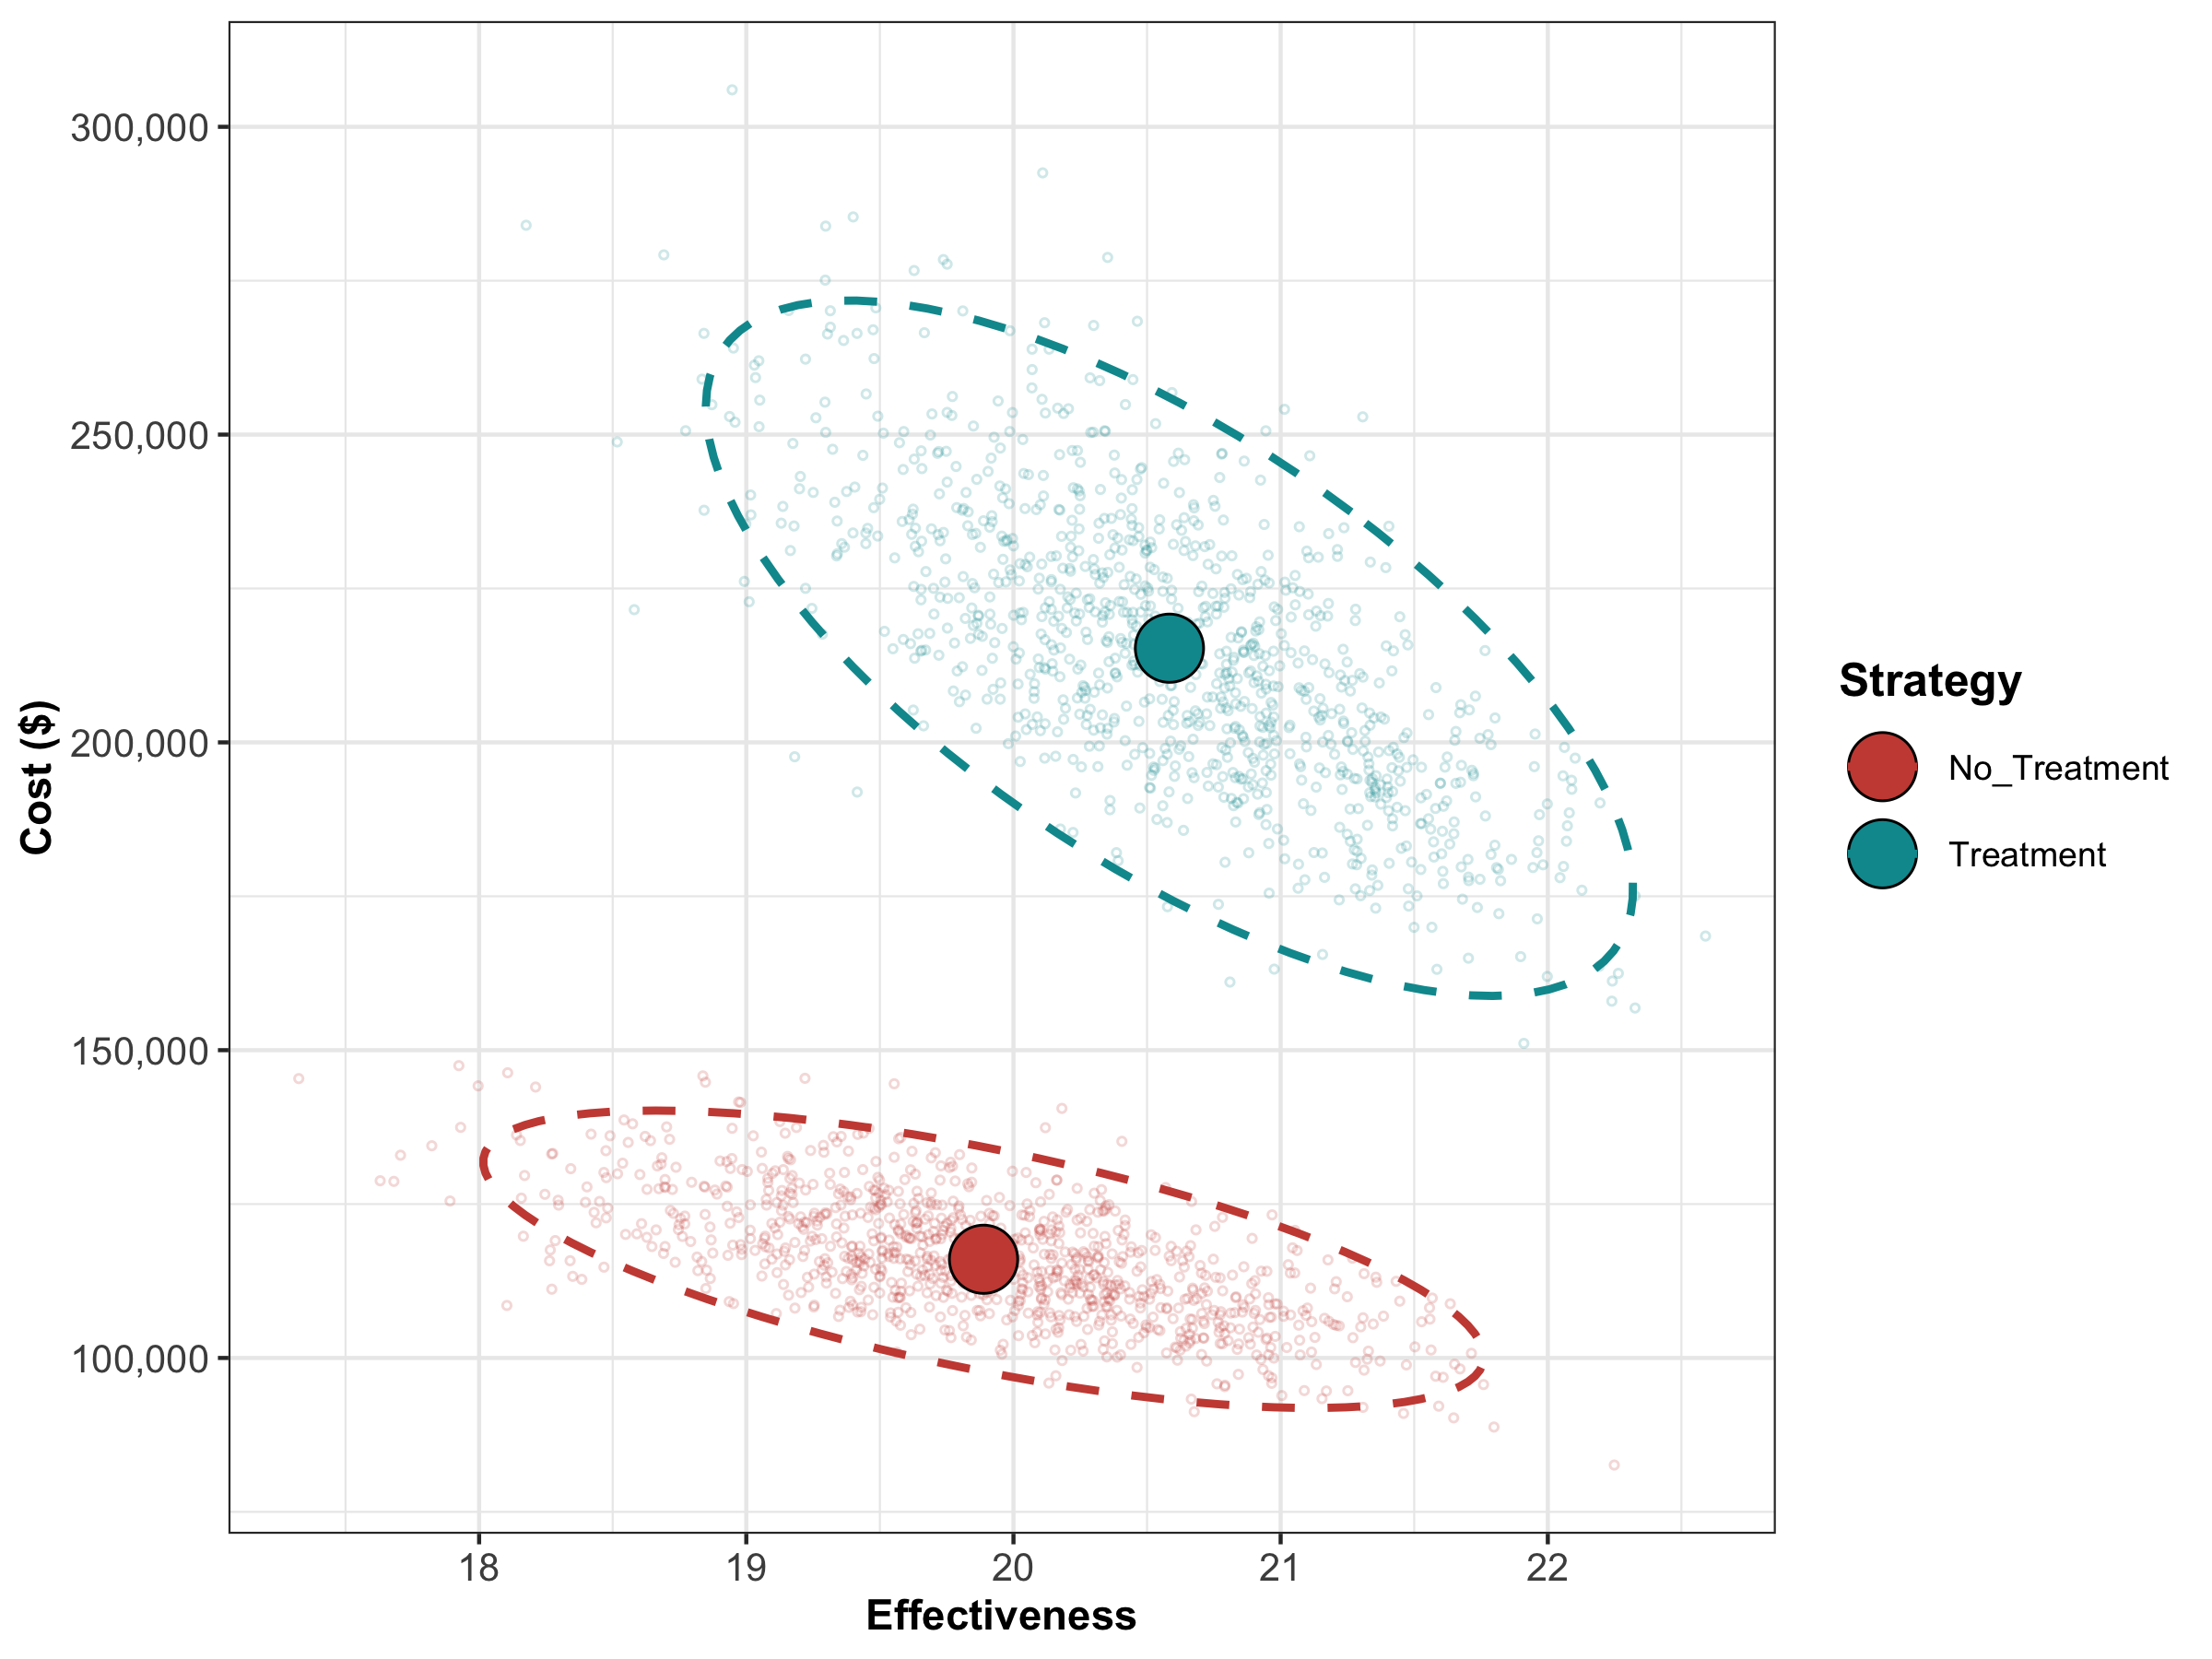 300,000
250,000
200,000
150,000
100,000
Cost ($)
18 19 20 21 22
Effectiveness
Strategy
No_Treatment
Treatment